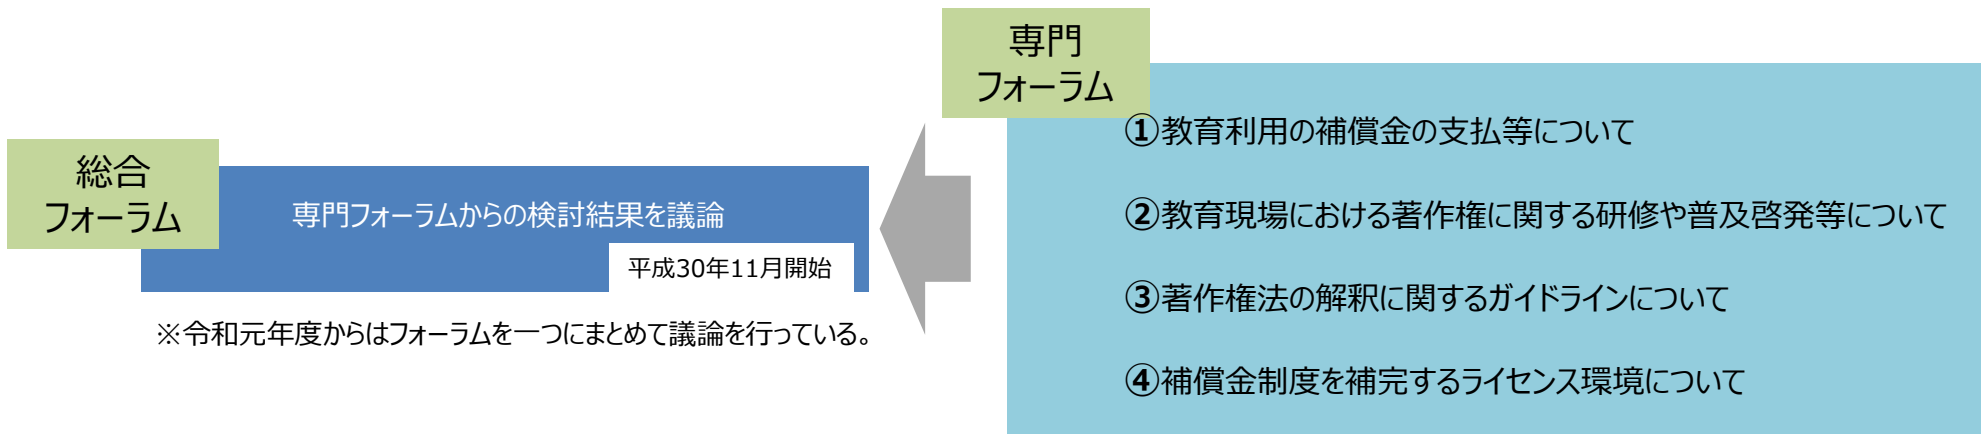 総合
フォーラム
専門フォーラムからの検討結果を議論
平成30年11月開始
※令和元年度からはフォーラムを一つにまとめて議論を行っている。
専門
フォーラム
①教育利用の補償金の支払等について
②教育現場における著作権に関する研修や普及啓発等について
③著作権法の解釈に関するガイドラインについて
④補償金制度を補完するライセンス環境について